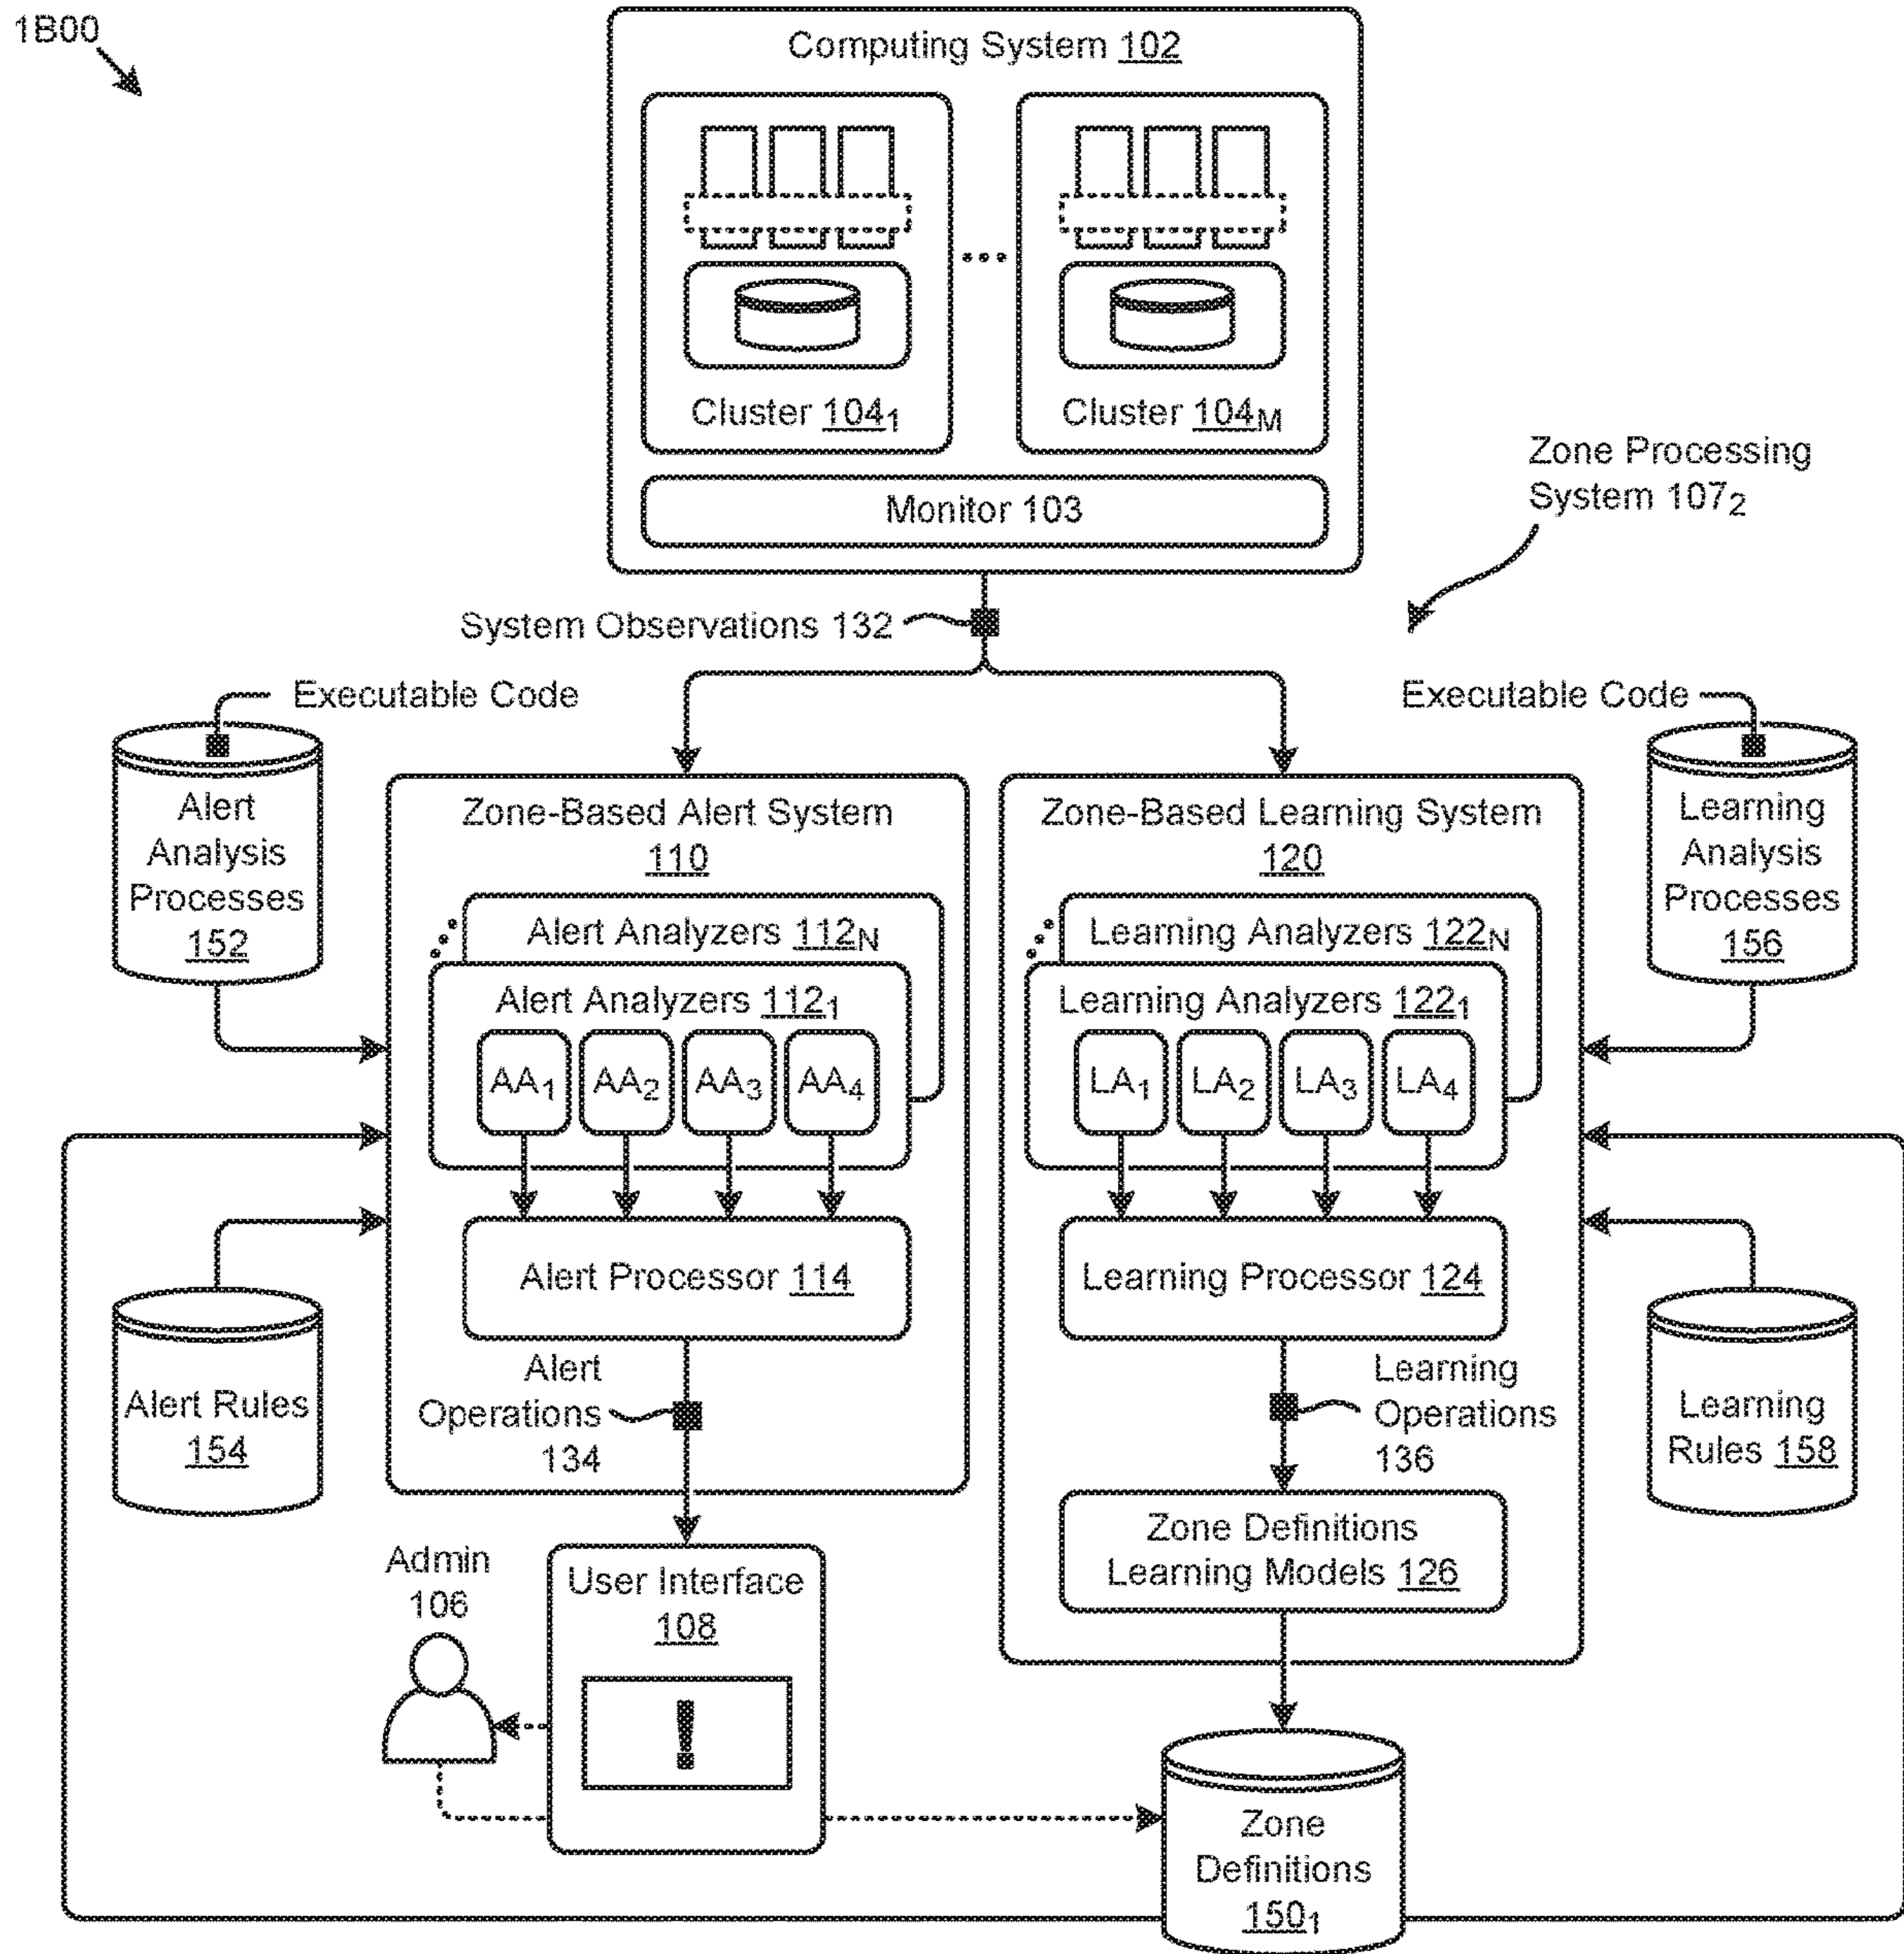 1B00
Computing System 102
Cluster 104₁
Cluster 104M
Monitor 103
Zone Processing
System 107₂
System Observations 132
Executable Code
Executable Code
Alert
Analysis
Processes
152
Zone-Based Alert System
110
Alert Analyzers 112N
Alert Analyzers 112₁
AA₁ AA₂ AA₃ AA₄
Alert Processor 114
Alert
Operations
134
Zone-Based Learning System
120
Learning Analyzers 122N
Learning Analyzers 122₁
LA₁ LA₂ LA₃ LA₄
Learning Processor 124
Learning
Operations
136
Zone Definitions
Learning Models 126
Learning
Analysis
Processes
156
Alert Rules
154
Learning
Rules 158
Admin
106
User Interface
108
!
Zone
Definitions
150₁